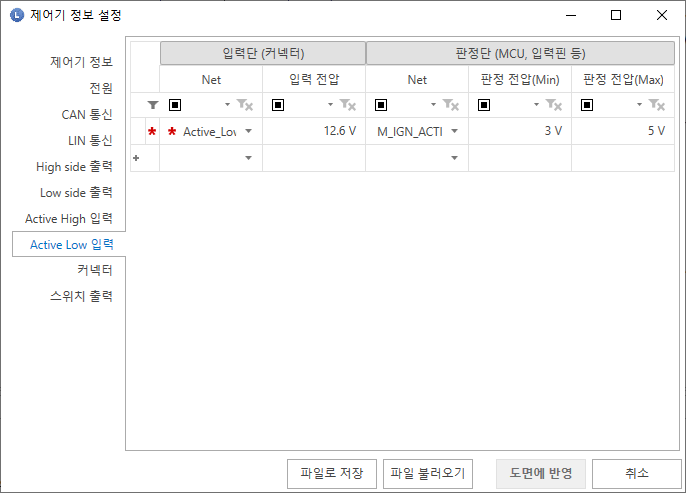 L 제어기 정보 설정
제어기 정보
전원
CAN 통신
LIN 통신
High side 출력
Low side 출력
Active High 입력
Active Low 입력
커넥터
스위치 출력
입력단 (커넥터) 판정단 (MCU, 입력핀 등)
Net 입력 전압 Net 판정 전압(Min) 판정 전압(Max)
* * Active_Lov 12.6 V M_IGN_ACTI 3 V 5 V
+
파일로 저장 파일 불러오기 도면에 반영 취소